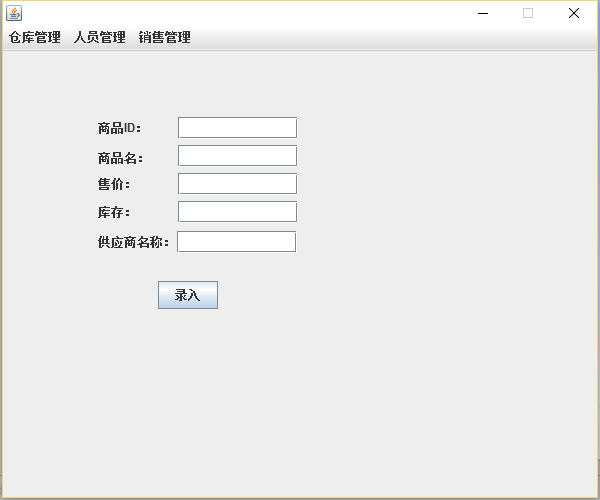 仓库管理 人员管理 销售管理
商品ID：
商品名：
售价：
库存：
供应商名称：
录入